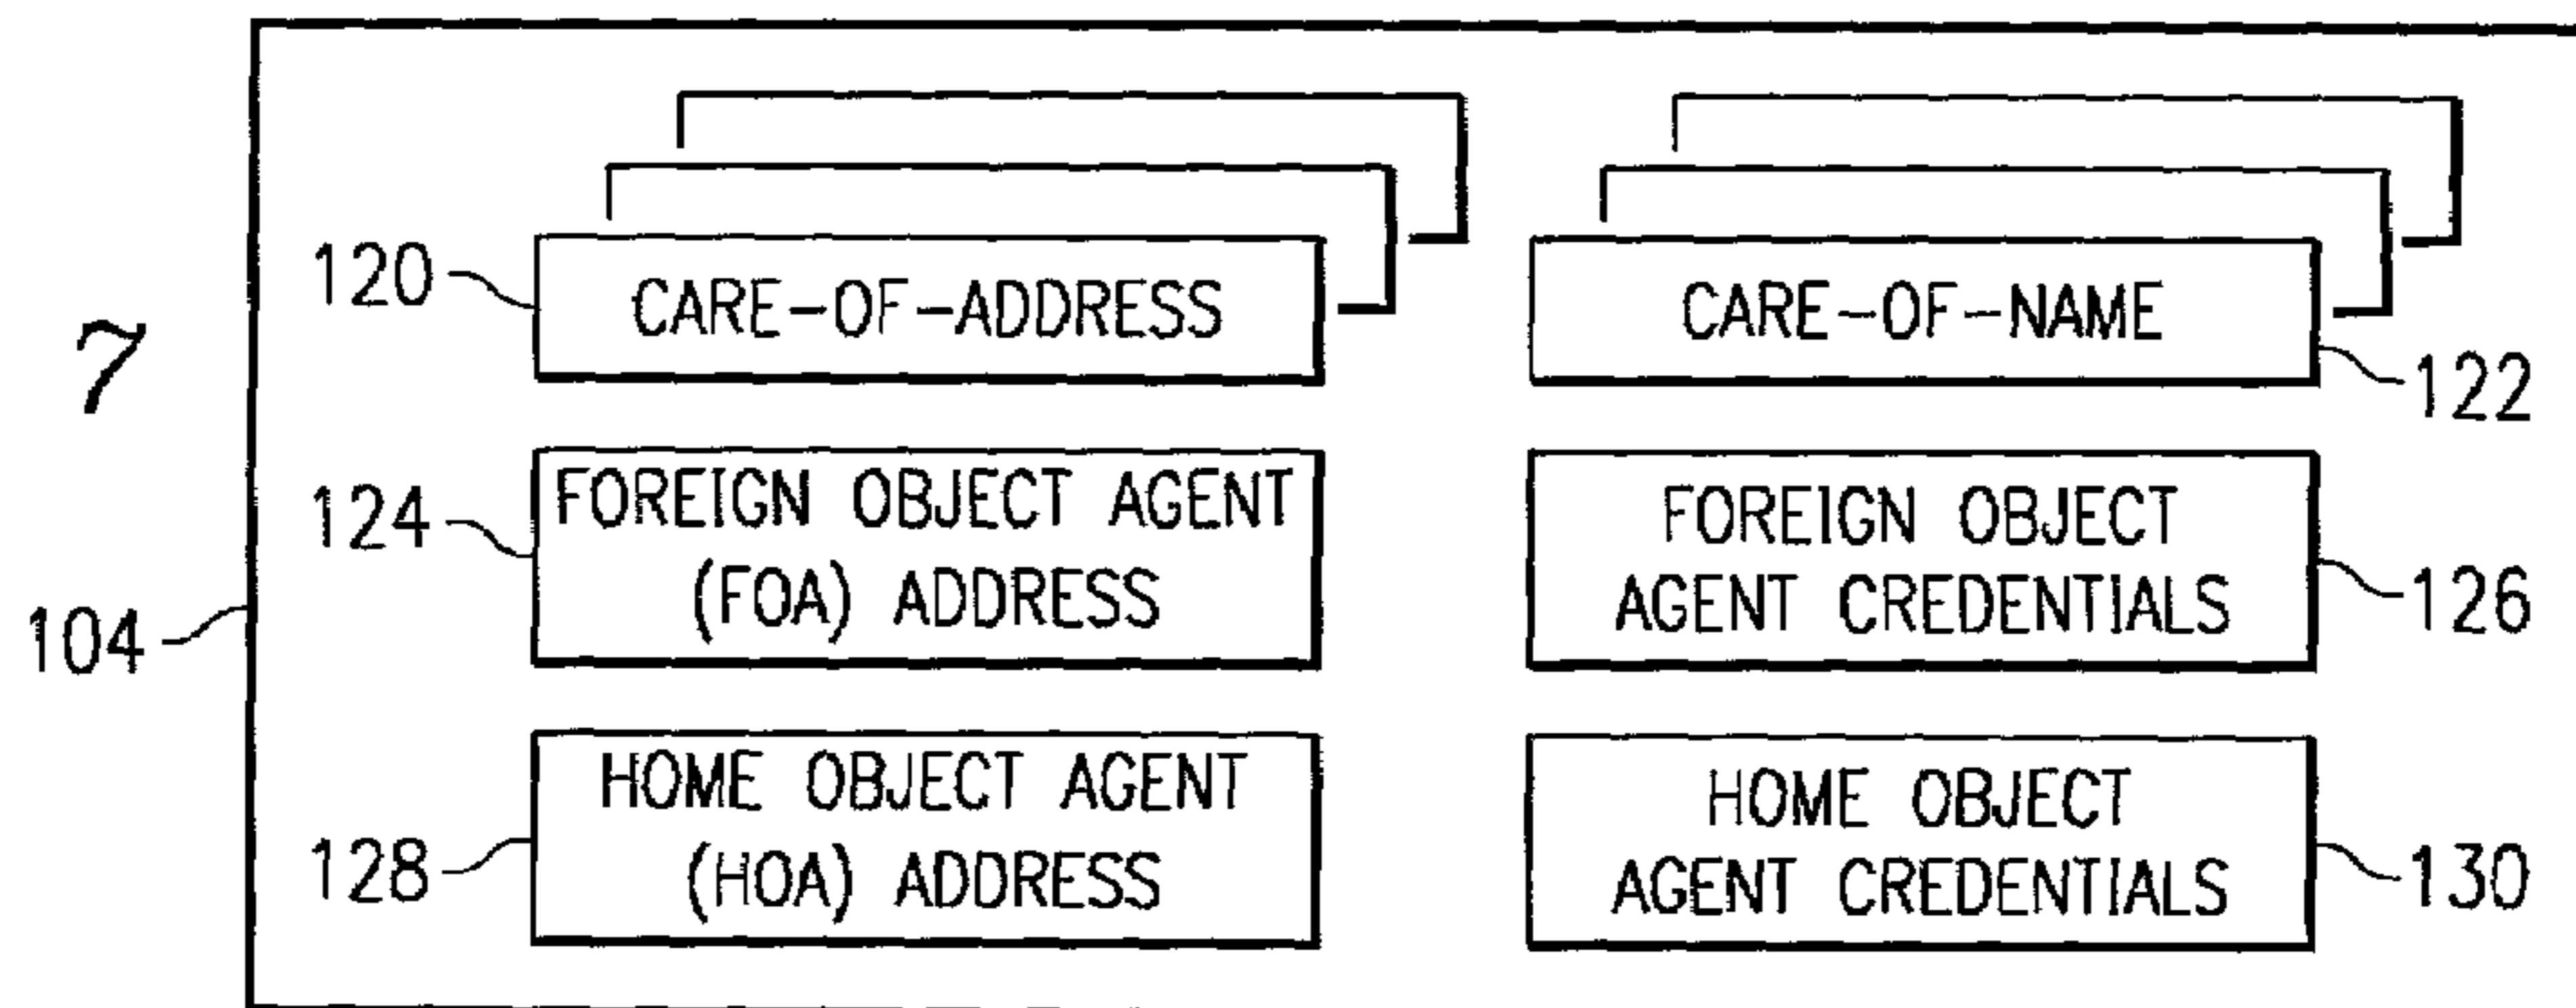 120
CARE-OF-ADDRESS
CARE-OF-NAME
122
7
124
FOREIGN OBJECT AGENT
(FOA) ADDRESS
FOREIGN OBJECT
AGENT CREDENTIALS
126
104
128
HOME OBJECT AGENT
(HOA) ADDRESS
HOME OBJECT
AGENT CREDENTIALS
130